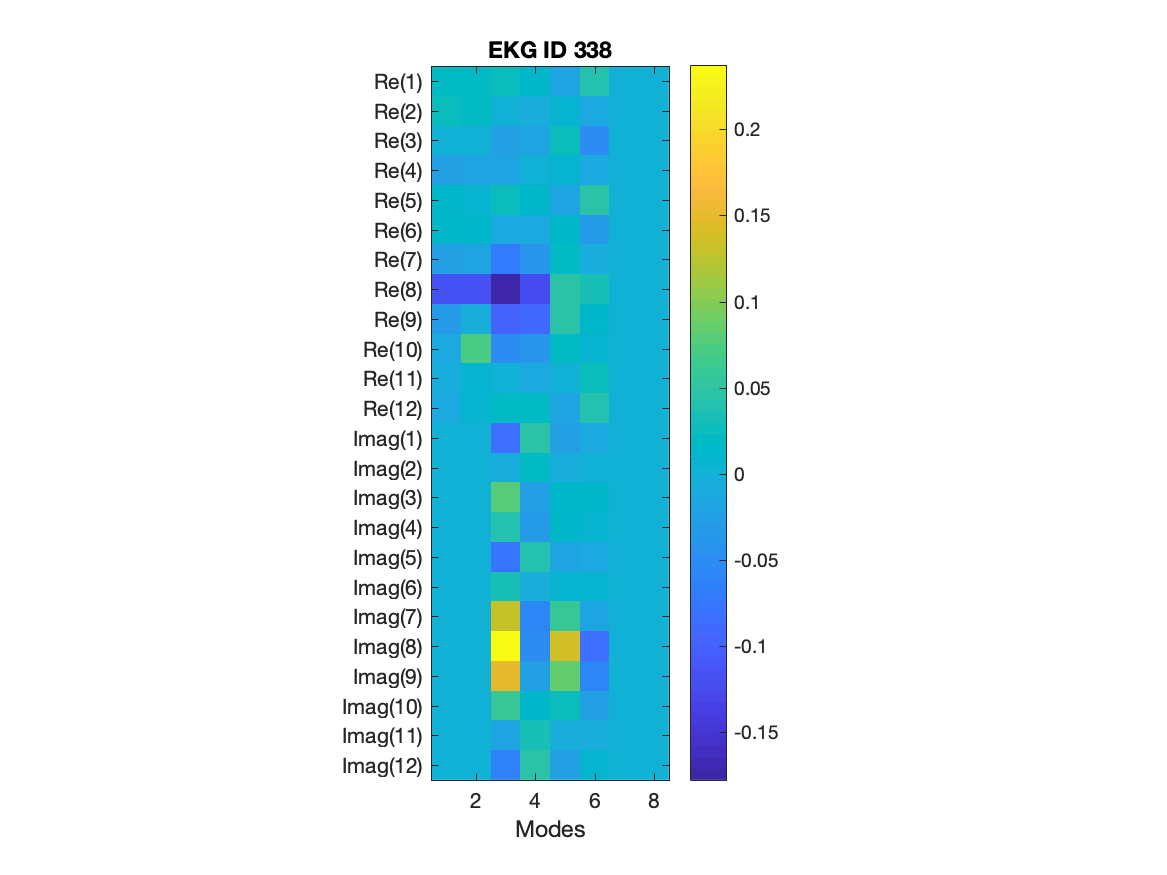 EKG ID 338
Re(1)
Re(2)
Re(3)
Re(4)
Re(5)
Re(6)
Re(7)
Re(8)
Re(9)
Re(10)
Re(11)
Re(12)
Imag(1)
Imag(2)
Imag(3)
Imag(4)
Imag(5)
Imag(6)
Imag(7)
Imag(8)
Imag(9)
Imag(10)
Imag(11)
Imag(12)
2 4 6 8
Modes
0.2
0.15
0.1
0.05
0
-0.05
-0.1
-0.15